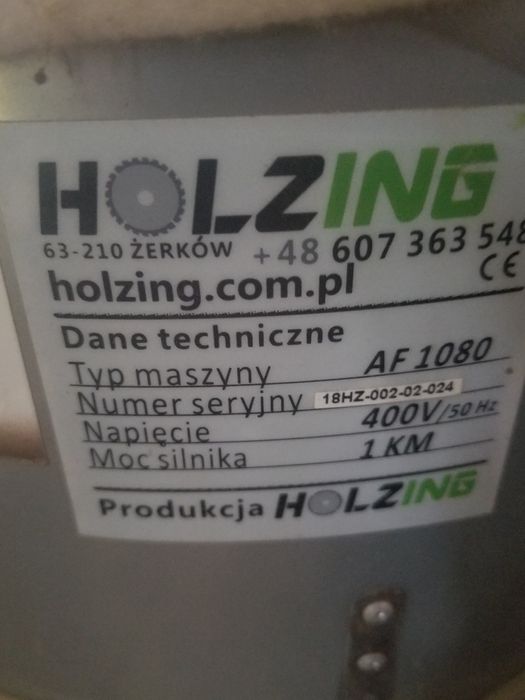 HOLZING
63-210 ŻERKÓW +48 607 363 548
CE
holzing.com.pl
Dane techniczne
Typ maszyny AF 1080
Numer seryjny 18HZ-002-02-024
Napięcie 400V/50 Hz
Moc silnika 1 KM
Produkcja HOLZING